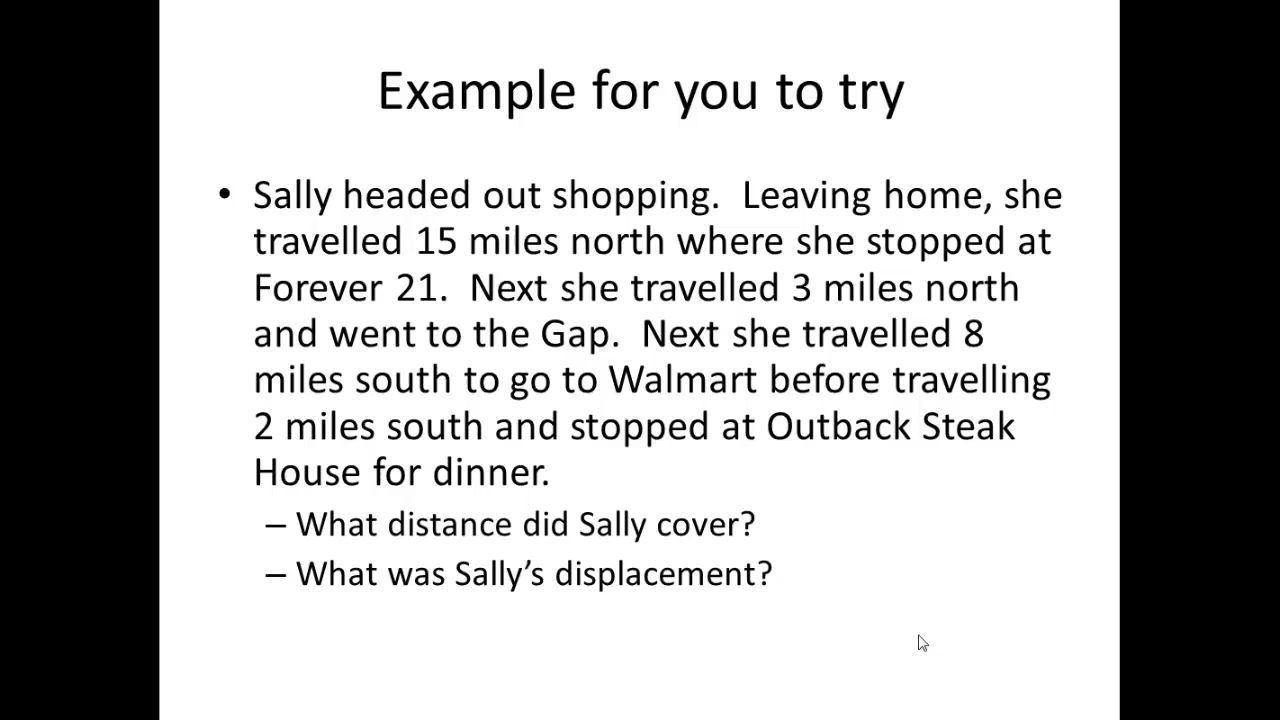 Example for you to try
• Sally headed out shopping.  Leaving home, she
travelled 15 miles north where she stopped at
Forever 21.  Next she travelled 3 miles north
and went to the Gap.  Next she travelled 8
miles south to go to Walmart before travelling
2 miles south and stopped at Outback Steak
House for dinner.
– What distance did Sally cover?
– What was Sally’s displacement?